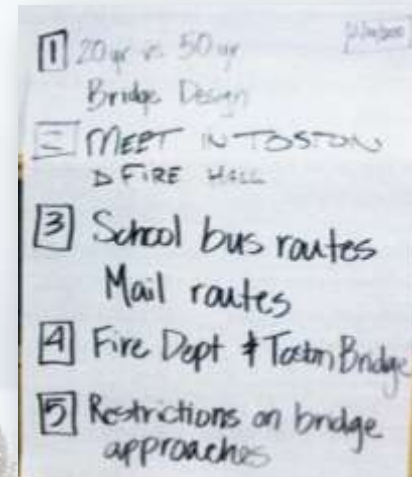 1 20 yr vs 50 yr
Bridge Design
2 MEET IN TOSTON
D FIRE HALL
3 School bus routes
Mail routes
4 Fire Dept & Toston Bridge
5 Restrictions on bridge
approaches